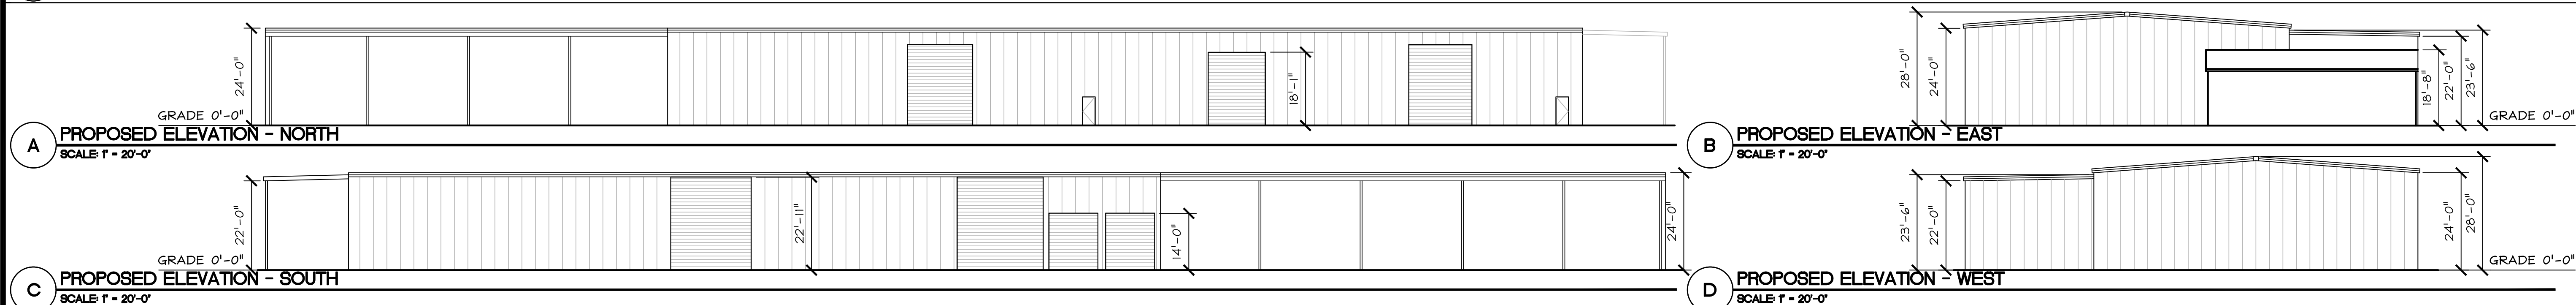 24'-0"
18'-1"
GRADE 0'-0"
A
PROPOSED ELEVATION - NORTH
SCALE: 1" = 20'-0"
28'-0"
24'-0"
18'-8"
22'-0"
23'-6"
GRADE 0'-0"
B
PROPOSED ELEVATION - EAST
SCALE: 1" = 20'-0"
22'-0"
22'-11"
14'-0"
24'-0"
GRADE 0'-0"
C
PROPOSED ELEVATION - SOUTH
SCALE: 1" = 20'-0"
23'-6"
22'-0"
24'-0"
28'-0"
GRADE 0'-0"
D
PROPOSED ELEVATION - WEST
SCALE: 1" = 20'-0"